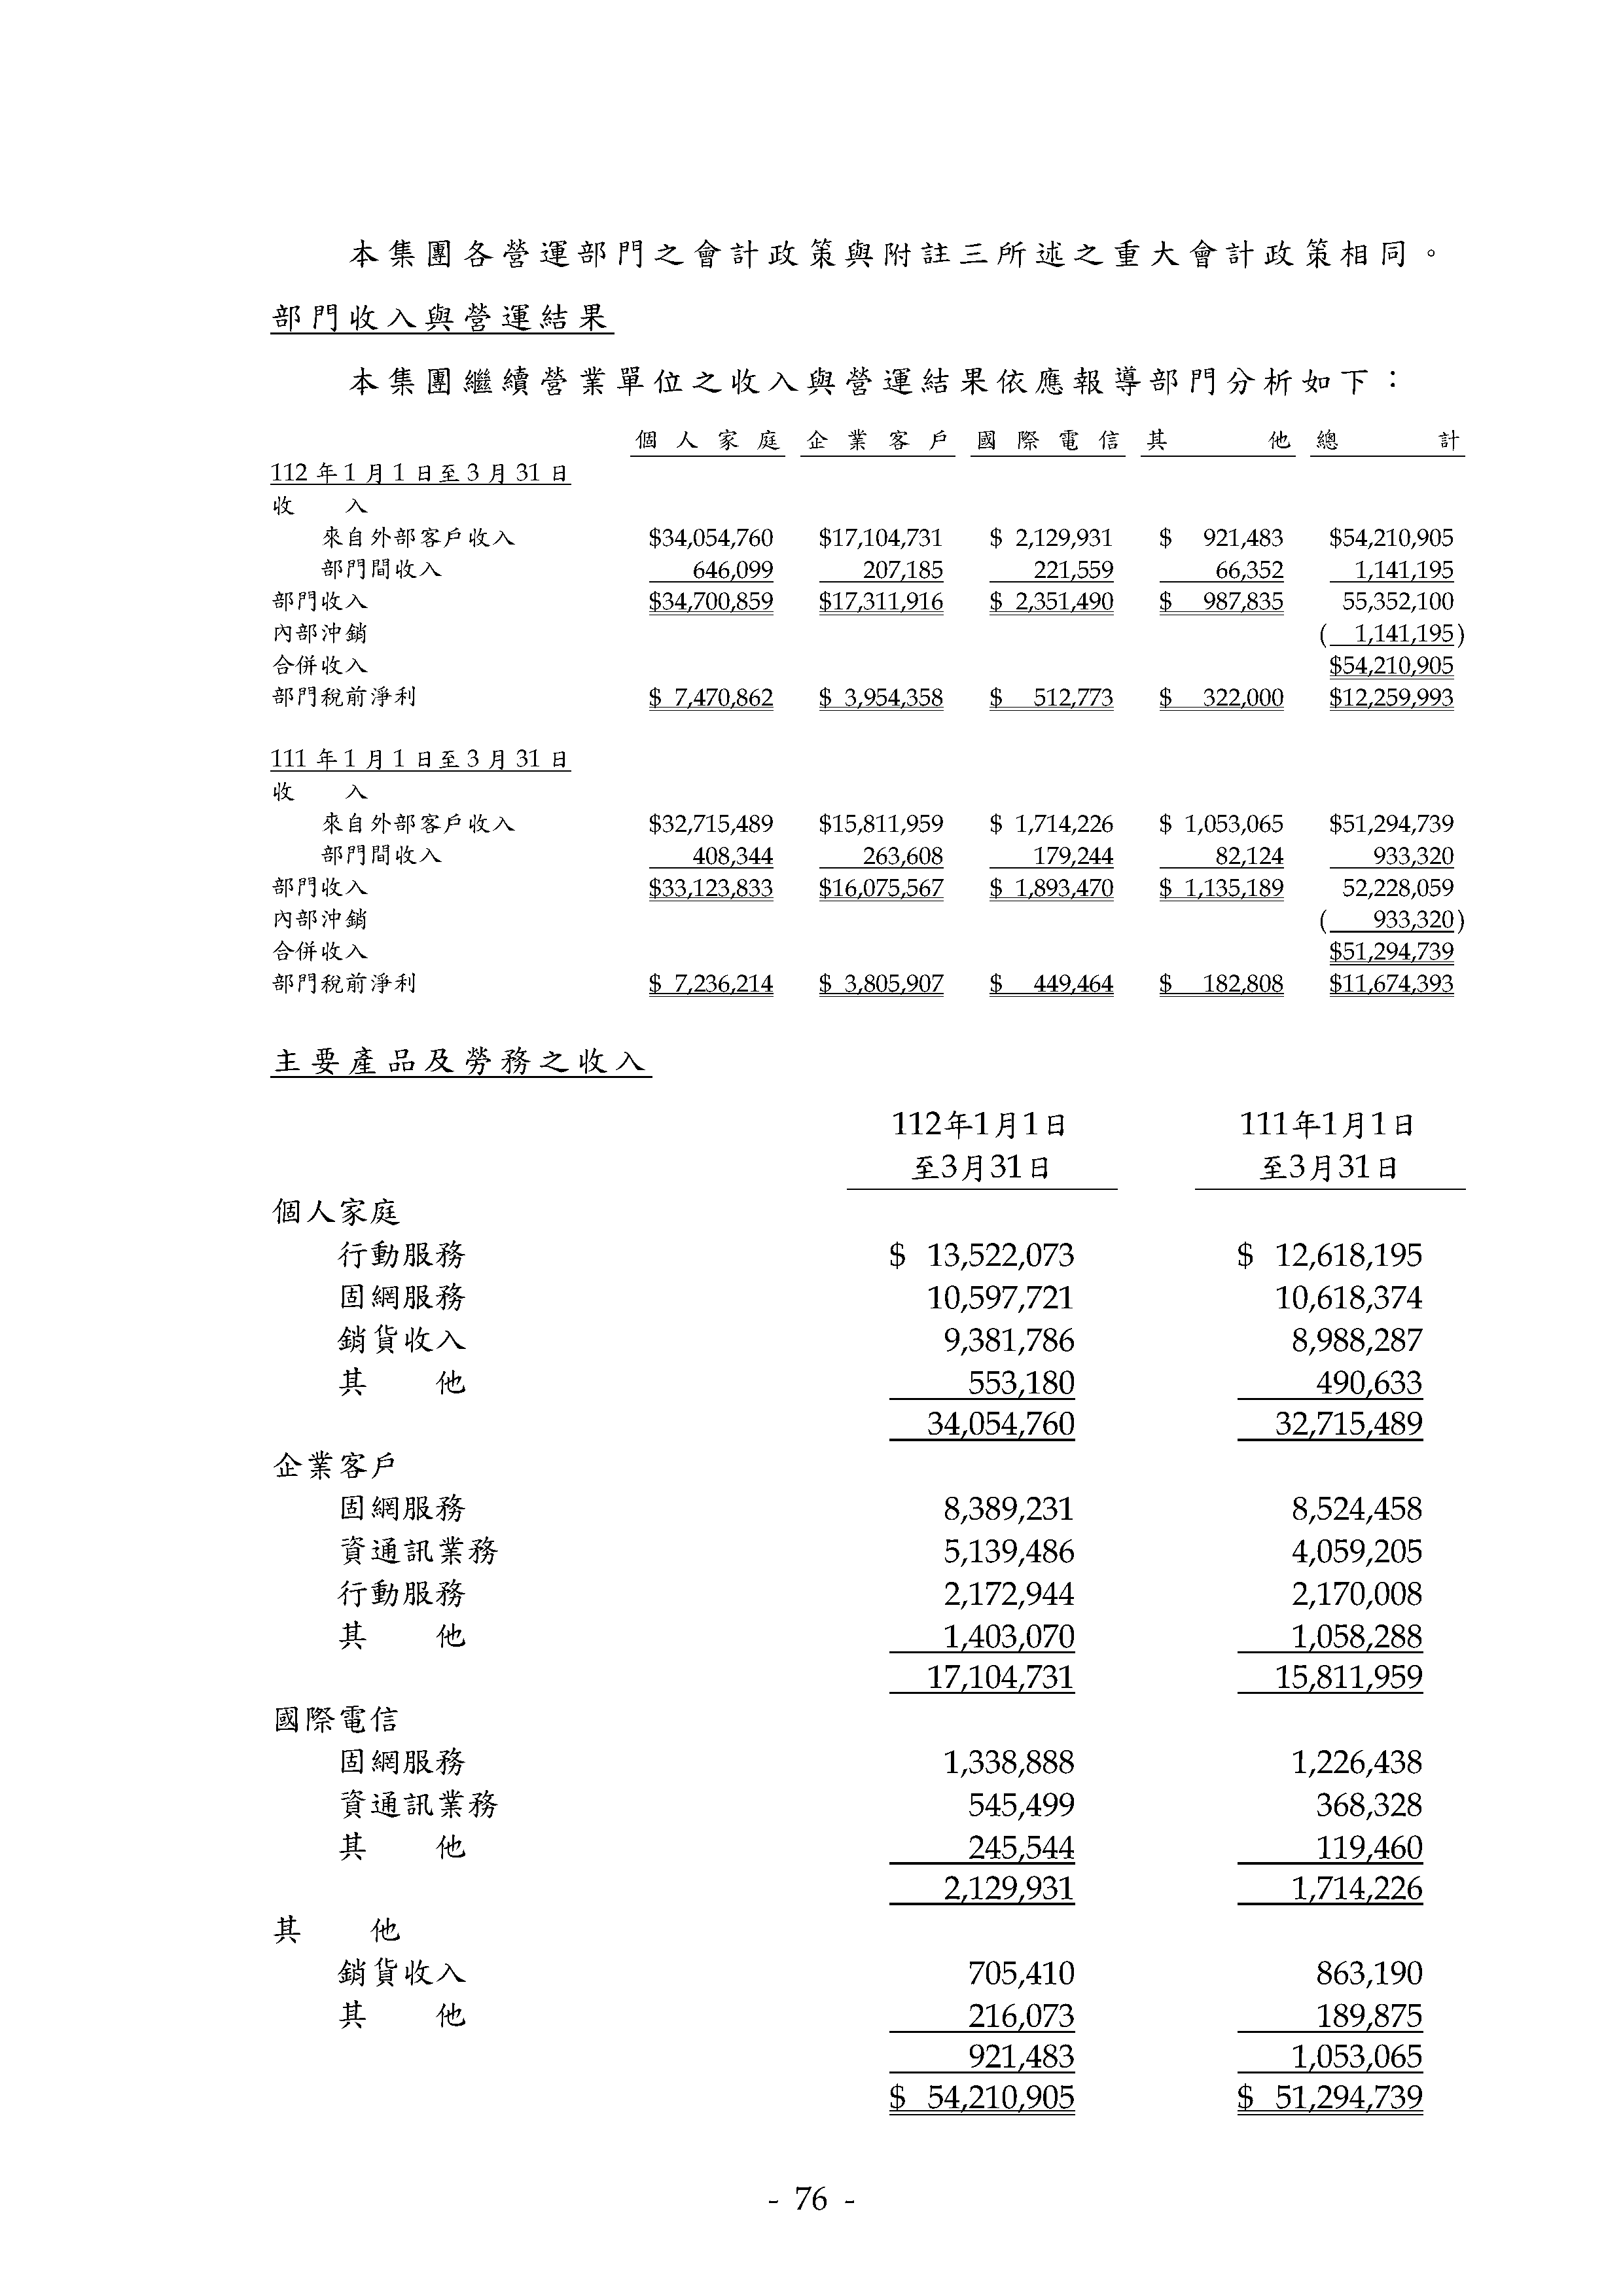 本集團各營運部門之會計政策與附註三所述之重大會計政策相同。
部門收入與營運結果
本集團繼續營業單位之收入與營運結果依應報導部門分析如下：
個人家庭 企業客戶 國際電信 其他 總計
112年1月1日至3月31日
收入
來自外部客戶收入 $34,054,760 $17,104,731 $ 2,129,931 $ 921,483 $54,210,905
部門間收入 646,099 207,185 221,559 66,352 1,141,195
部門收入 $34,700,859 $17,311,916 $ 2,351,490 $ 987,835 55,352,100
內部沖銷 ( 1,141,195)
合併收入 $54,210,905
部門稅前淨利 $ 7,470,862 $ 3,954,358 $ 512,773 $ 322,000 $12,259,993
111年1月1日至3月31日
收入
來自外部客戶收入 $32,715,489 $15,811,959 $ 1,714,226 $ 1,053,065 $51,294,739
部門間收入 408,344 263,608 179,244 82,124 933,320
部門收入 $33,123,833 $16,075,567 $ 1,893,470 $ 1,135,189 52,228,059
內部沖銷 ( 933,320)
合併收入 $51,294,739
部門稅前淨利 $ 7,236,214 $ 3,805,907 $ 449,464 $ 182,808 $11,674,393
主要產品及勞務之收入
112年1月1日 111年1月1日
至3月31日 至3月31日
個人家庭
行動服務 $ 13,522,073 $ 12,618,195
固網服務 10,597,721 10,618,374
銷貨收入 9,381,786 8,988,287
其他 553,180 490,633
34,054,760 32,715,489
企業客戶
固網服務 8,389,231 8,524,458
資通訊業務 5,139,486 4,059,205
行動服務 2,172,944 2,170,008
其他 1,403,070 1,058,288
17,104,731 15,811,959
國際電信
固網服務 1,338,888 1,226,438
資通訊業務 545,499 368,328
其他 245,544 119,460
2,129,931 1,714,226
其他
銷貨收入 705,410 863,190
其他 216,073 189,875
921,483 1,053,065
$ 54,210,905 $ 51,294,739
- 76 -